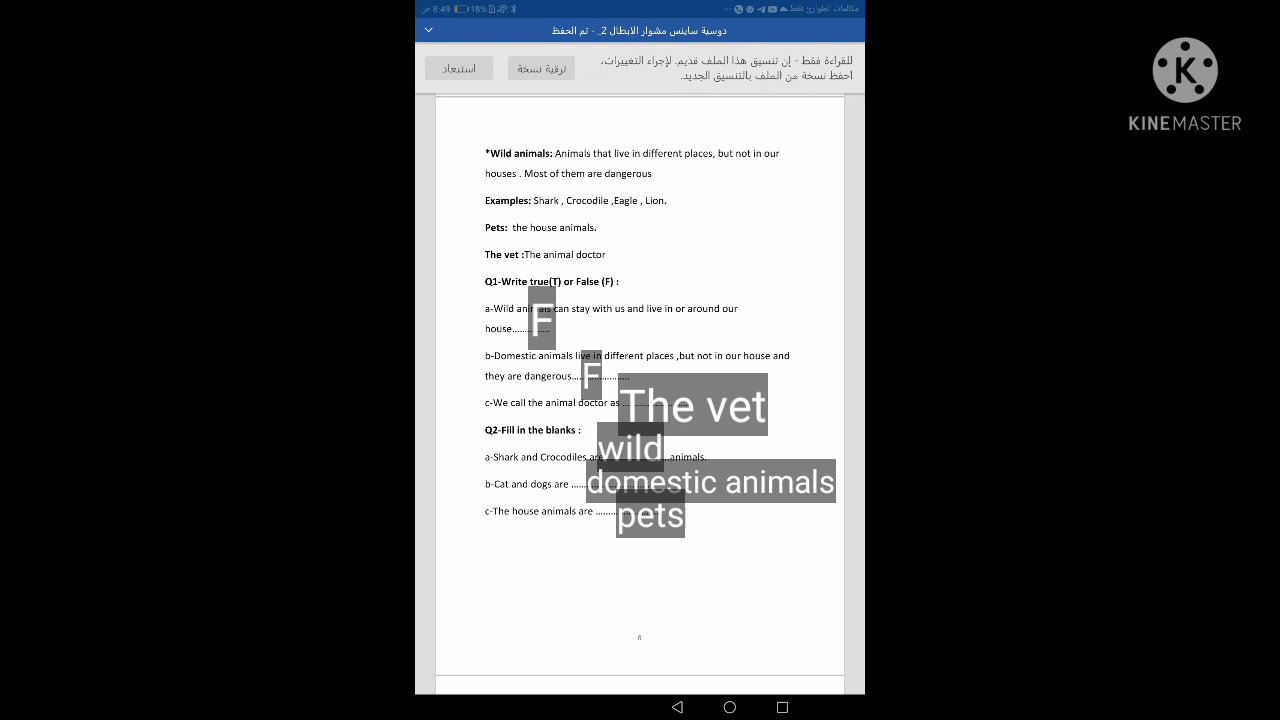 مكالمات الطوارئ فقط
18% 8:49 ص
دوسية ساينس مشوار الابطال 2_ - تم الحفظ
للقراءة فقط - إن تنسيق هذا الملف قديم. لإجراء التغييرات،
احفظ نسخة من الملف بالتنسيق الجديد.
ترقية نسخة
استبعاد
KINEMASTER
*Wild animals: Animals that live in different places, but not in our
houses . Most of them are dangerous
Examples: Shark , Crocodile ,Eagle , Lion.
Pets: the house animals.
The vet :The animal doctor
Q1-Write true(T) or False (F) :
a-Wild animals can stay with us and live in or around our
house............... F
b-Domestic animals live in different places ,but not in our house and
they are dangerous...................... F
c-We call the animal doctor as ...................... The vet
Q2-Fill in the blanks :
a-Shark and Crocodiles are wild animals.
b-Cat and dogs are ... domestic animals
c-The house animals are ........ pets
8